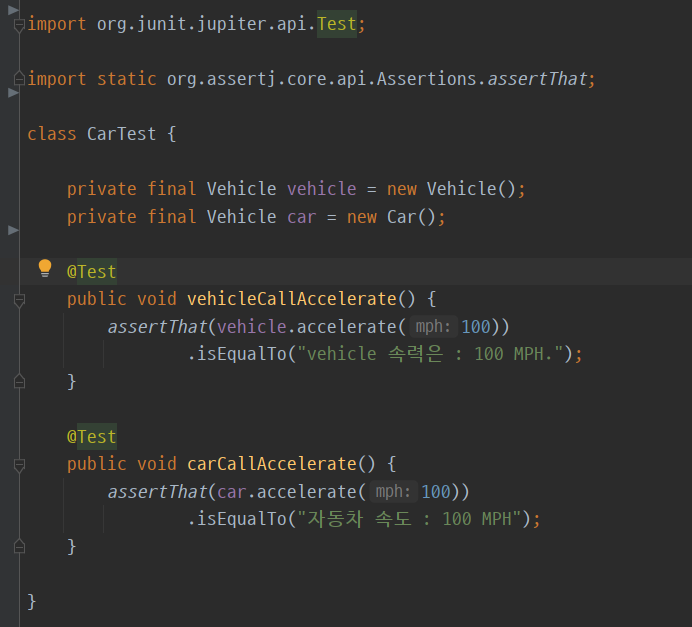 import org.junit.jupiter.api.Test;
import static org.assertj.core.api.Assertions.assertThat;
class CarTest {
private final Vehicle vehicle = new Vehicle();
private final Vehicle car = new Car();
@Test
public void vehicleCallAccelerate() {
assertThat(vehicle.accelerate( mph: 100))
.isEqualTo("vehicle 속력은 : 100 MPH.");
}
@Test
public void carCallAccelerate() {
assertThat(car.accelerate( mph: 100))
.isEqualTo("자동차 속도 : 100 MPH");
}
}